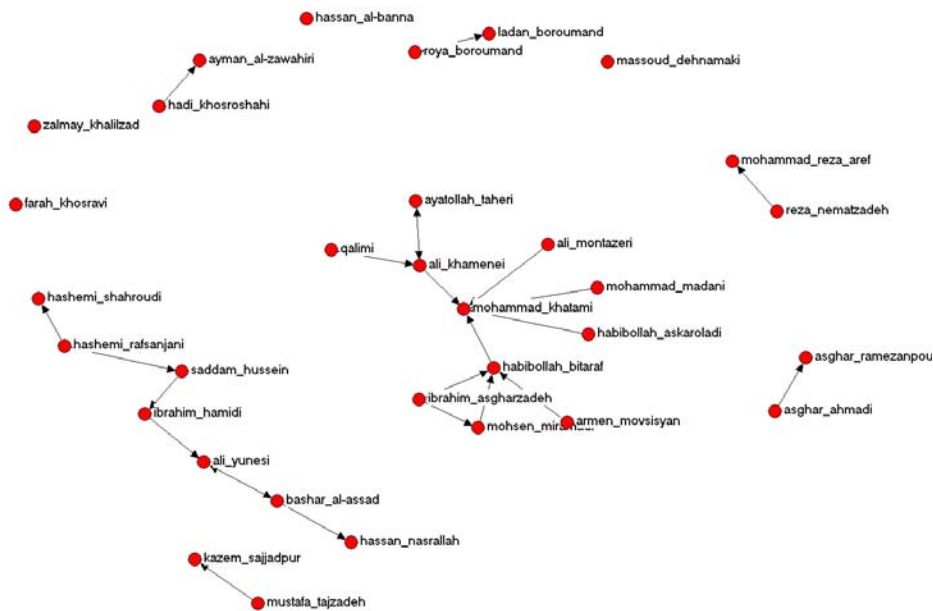 hassan_al-banna
ladan_boroumand
roya_boroumand
ayman_al-zawahiri
massoud_dehnamaki
hadi_khosroshahi
zalmay_khalilzad
mohammad_reza_aref
farah_khosravi
ayatollah_taheri
reza_nematzadeh
qalimi
ali_montazeri
ali_khamenei
mohammad_madani
hashemi_shahroudi
mohammad_khatami
habibollah_askaroladi
hashemi_rafsanjani
asghar_ramezanpou
saddam_hussein
habibollah_bitaraf
ibrahim_asgharzadeh
asghar_ahmadi
ibrahim_hamidi
armen_movsisyan
ali_yunesi
bashar_al-assad
hassan_nasrallah
kazem_sajjadpur
mustafa_tajzadeh